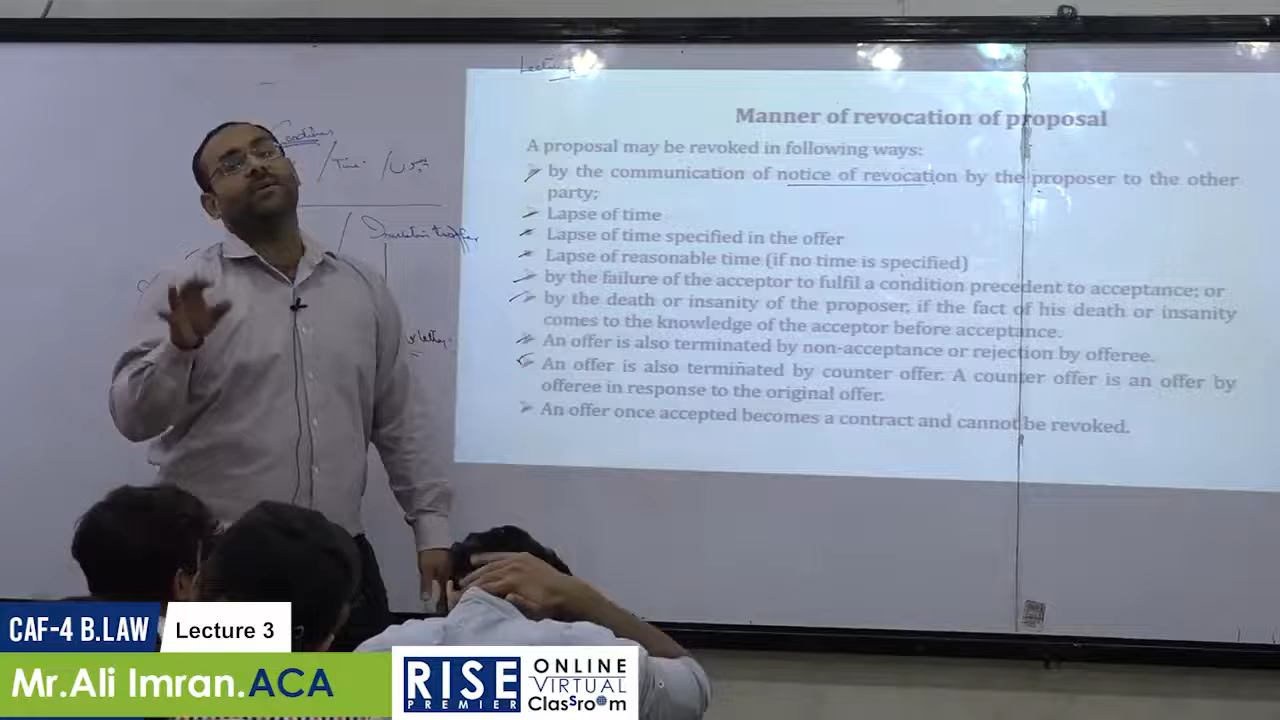 Lecture
Manner of revocation of proposal
A proposal may be revoked in following ways:
by the communication of notice of revocation by the proposer to the other
party;
Lapse of time
Lapse of time specified in the offer
Lapse of reasonable time (if no time is specified)
by the failure of the acceptor to fulfil a condition precedent to acceptance; or
by the death or insanity of the proposer, if the fact of his death or insanity
comes to the knowledge of the acceptor before acceptance.
An offer is also terminated by non-acceptance or rejection by offeree.
An offer is also terminated by counter offer. A counter offer is an offer by
offeree in response to the original offer.
An offer once accepted becomes a contract and cannot be revoked.
/ Time /
CAF-4 B.LAW
Lecture 3
Mr.Ali Imran.ACA
RISE
PREMIER
ONLINE
VIRTUAL
ClassroOm